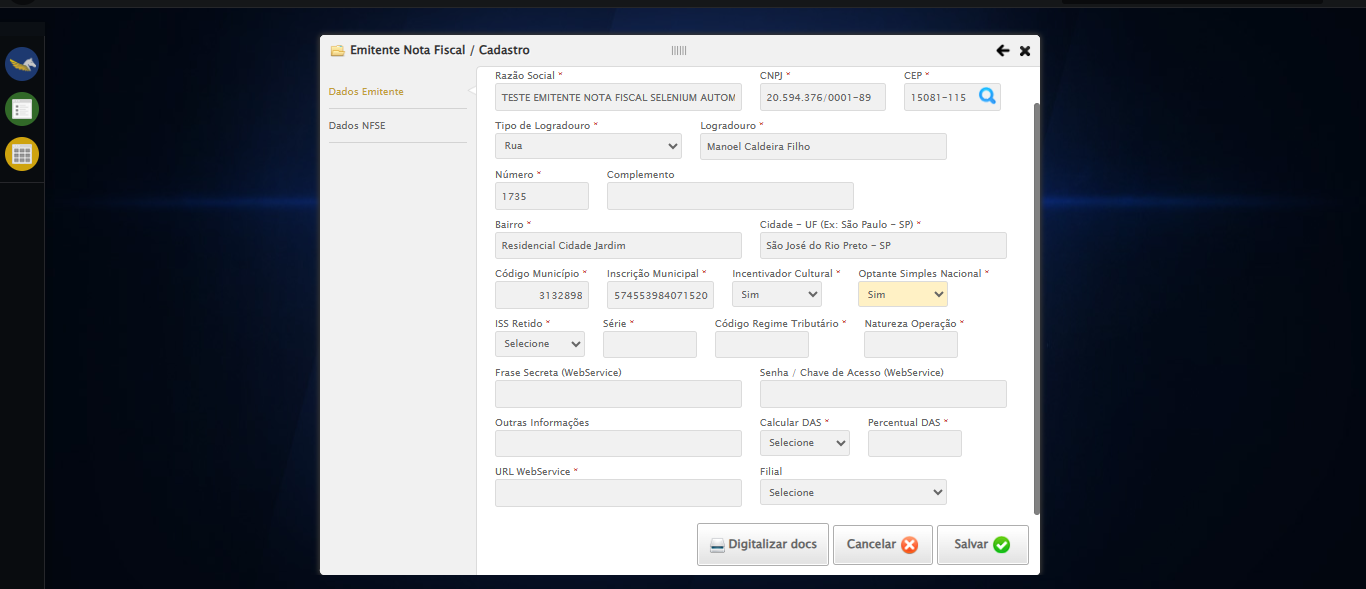 Emitente Nota Fiscal / Cadastro
Dados Emitente
Dados NFSE
Razão Social * CNPJ * CEP *
TESTE EMITENTE NOTA FISCAL SELENIUM AUTOM 20.594.376/0001-89 15081-115
Tipo de Logradouro * Logradouro *
Rua Manoel Caldeira Filho
Número * Complemento
1735
Bairro * Cidade - UF (Ex: São Paulo - SP) *
Residencial Cidade Jardim São José do Rio Preto - SP
Código Município * Inscrição Municipal * Incentivador Cultural * Optante Simples Nacional *
3132898 574553984071520 Sim Sim
ISS Retido * Série * Código Regime Tributário * Natureza Operação *
Selecione
Frase Secreta (WebService) Senha / Chave de Acesso (WebService)
Outras Informações Calcular DAS * Percentual DAS *
Selecione
URL WebService * Filial
Selecione
Digitalizar docs Cancelar Salvar